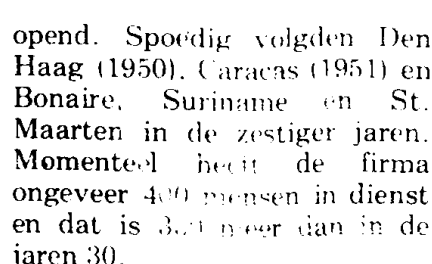 opend. Spoedig volgden Den
Haag (1950). Caracas (1951) en
Bonaire, Suriname en St.
Maarten in de zestiger jaren.
Momenteel heeft de firma
ongeveer 400 mensen in dienst
en dat is meer dan in de
jaren 30.